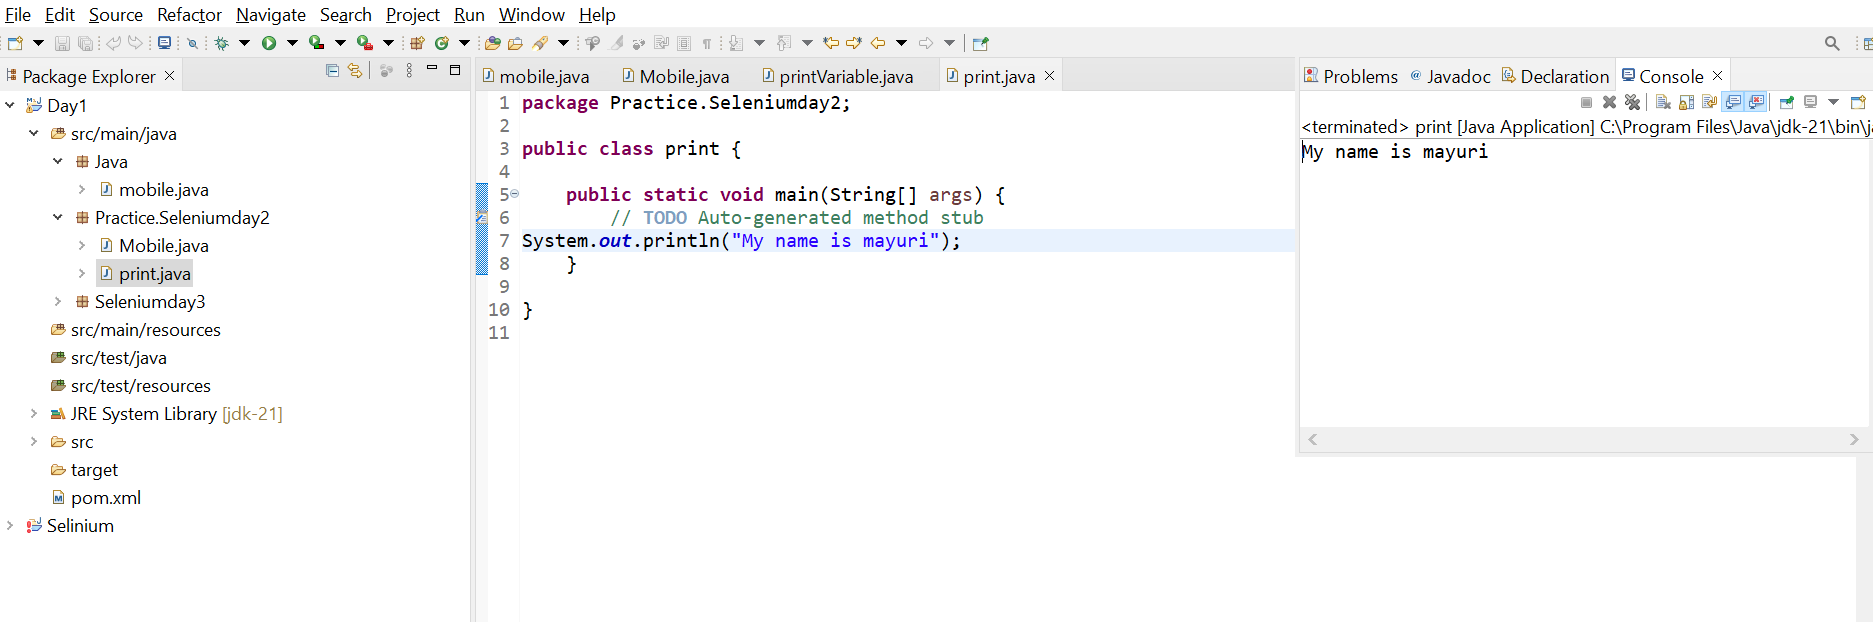 File Edit Source Refactor Navigate Search Project Run Window Help
Package Explorer
Day1
src/main/java
Java
mobile.java
Practice.Seleniumday2
Mobile.java
print.java
Seleniumday3
src/main/resources
src/test/java
src/test/resources
JRE System Library [jdk-21]
src
target
pom.xml
Selinium
mobile.java Mobile.java printVariable.java print.java
1 package Practice.Seleniumday2;
2
3 public class print {
4
5 public static void main(String[] args) {
6 // TODO Auto-generated method stub
7 System.out.println("My name is mayuri");
8 }
9
10 }
11
Problems @ Javadoc Declaration Console
<terminated> print [Java Application] C:\Program Files\Java\jdk-21\bin\
My name is mayuri